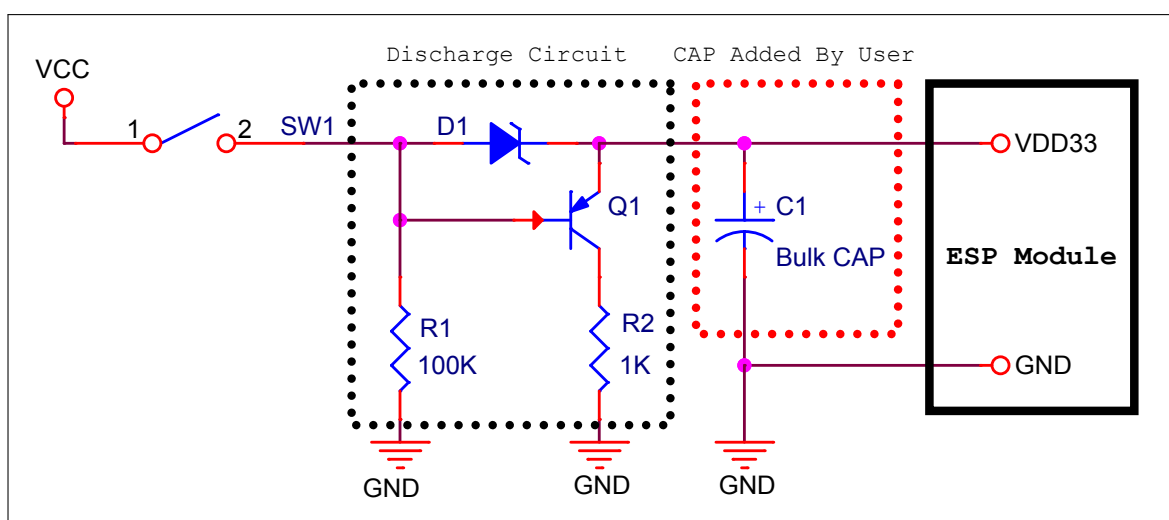 Discharge Circuit
CAP Added By User
VCC
1
2
SW1
D1
VDD33
Q1
+ C1
Bulk CAP
ESP Module
R1
100K
R2
1K
GND
GND
GND
GND